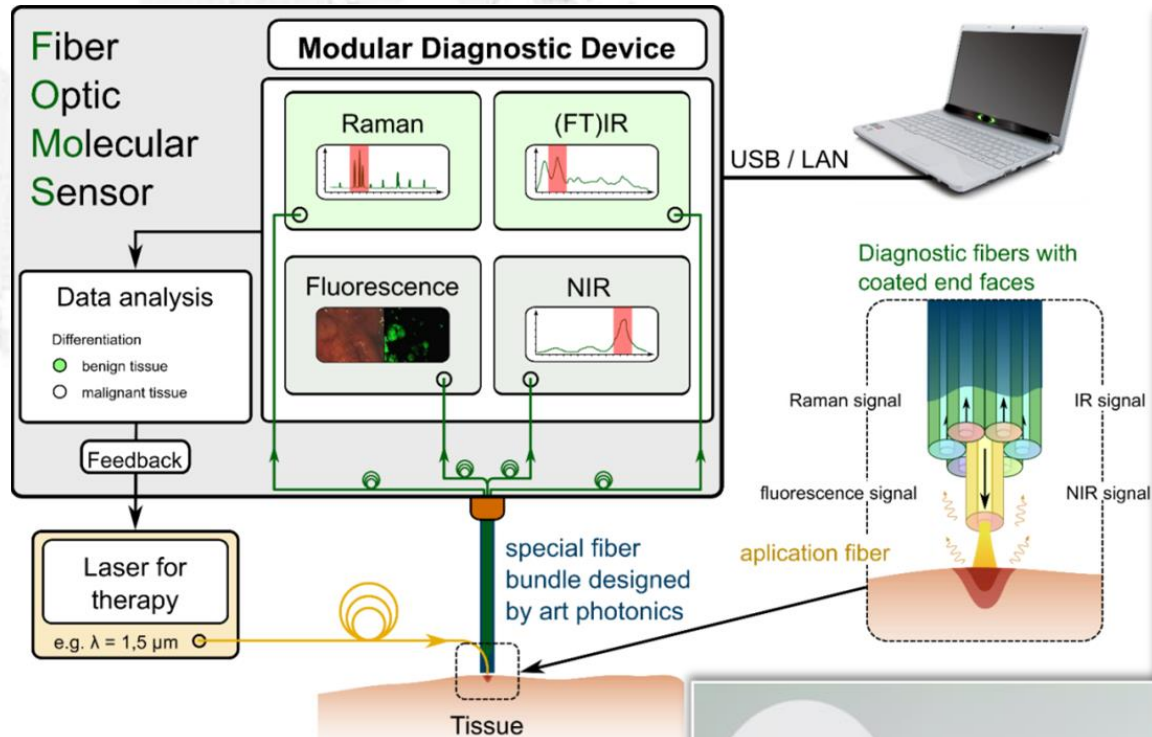 Fiber
Optic
Molecular
Sensor
Modular Diagnostic Device
Raman
(FT)IR
Fluorescence
NIR
USB / LAN
Data analysis
Differentiation
benign tissue
malignant tissue
Feedback
Laser for
therapy
e.g. λ = 1,5 µm
special fiber
bundle designed
by art photonics
Tissue
Diagnostic fibers with
coated end faces
Raman signal
IR signal
fluorescence signal
NIR signal
aplication fiber